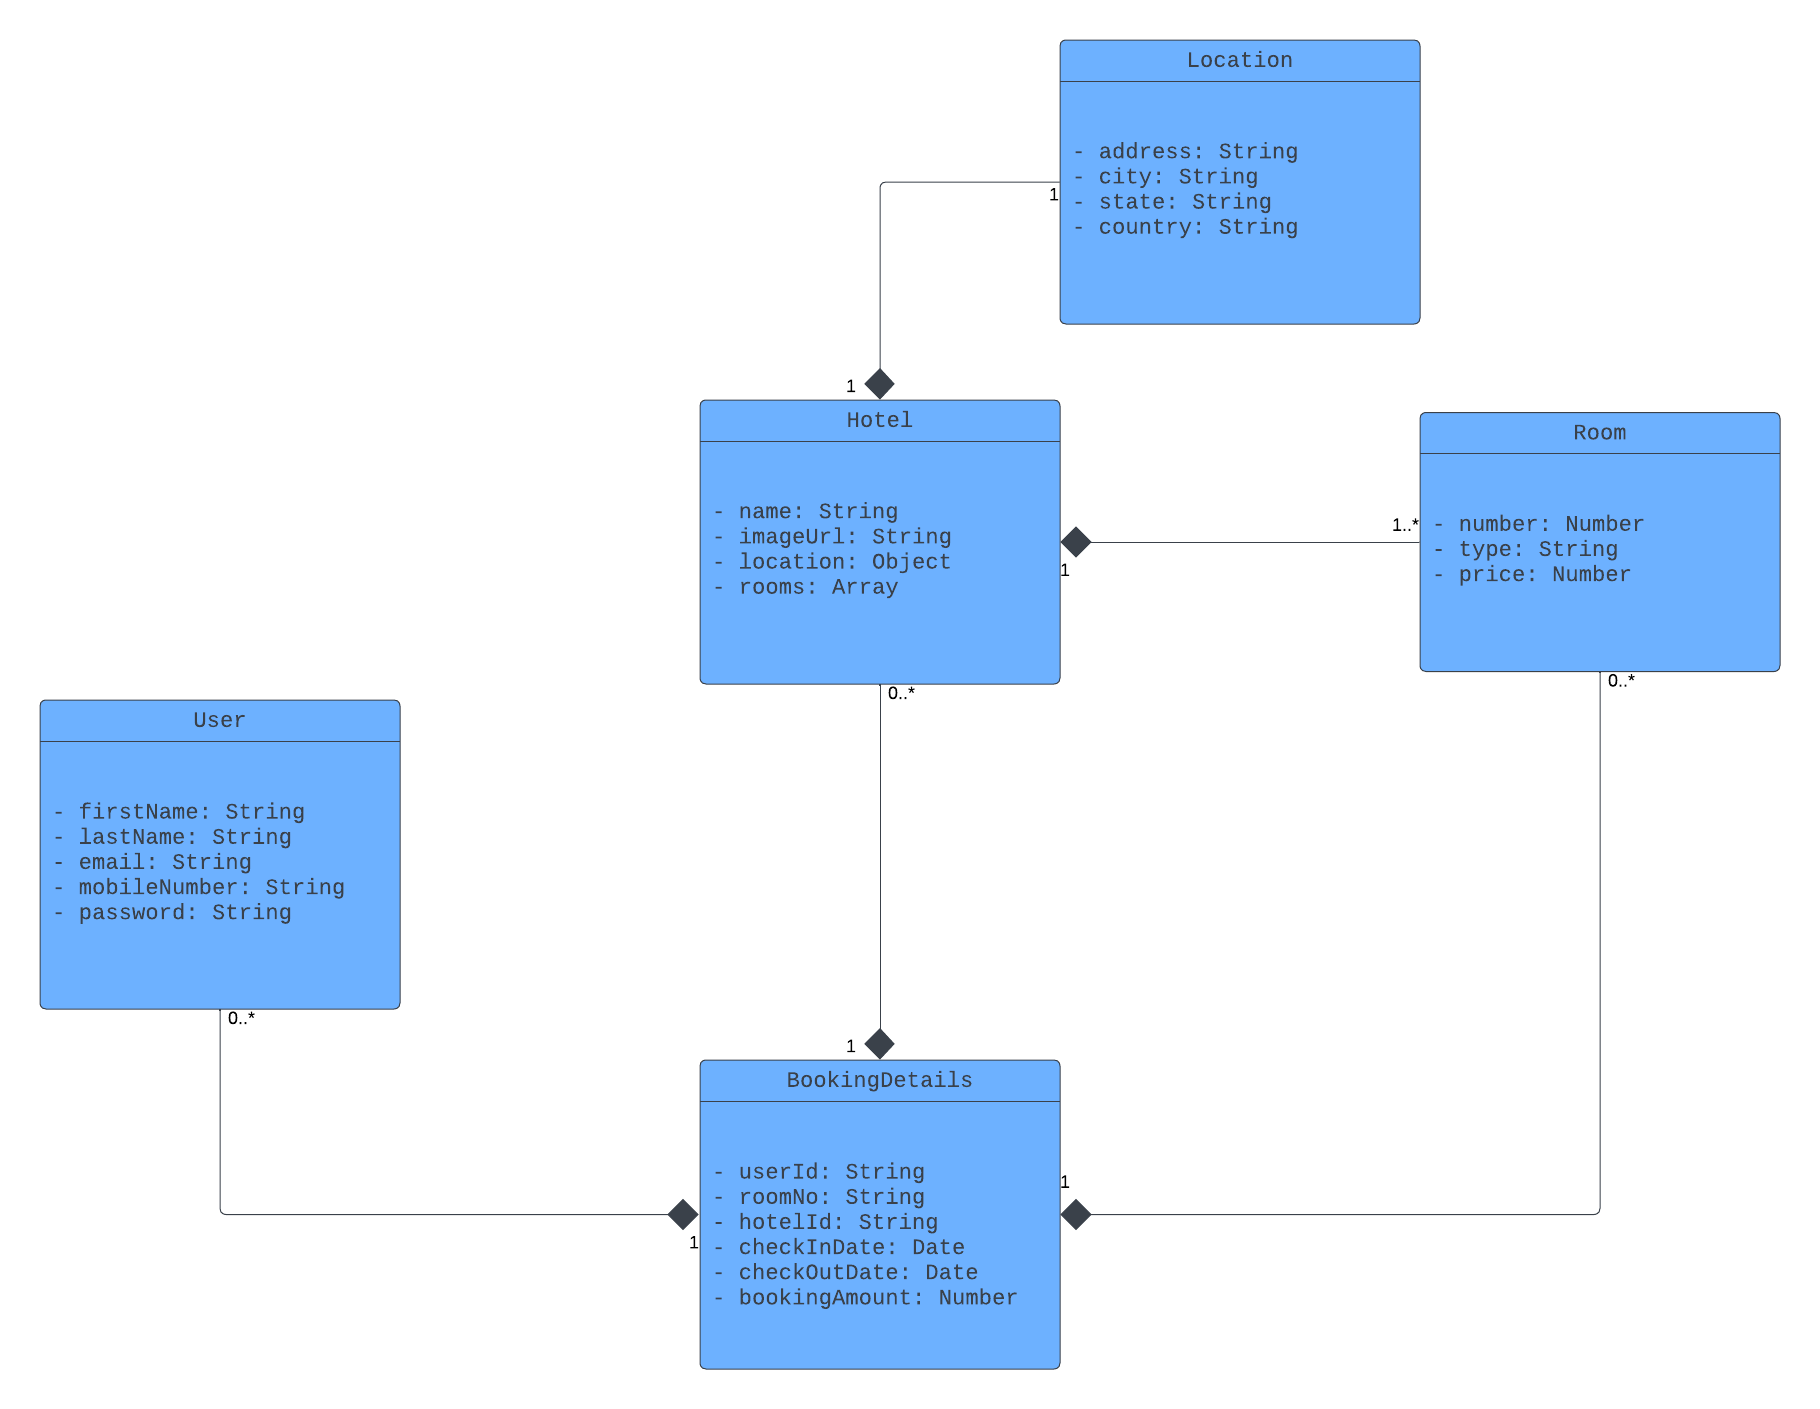 Location
- address: String
- city: String
- state: String
- country: String
1
1
Hotel
- name: String
- imageUrl: String
- location: Object
- rooms: Array
1
1..*
Room
- number: Number
- type: String
- price: Number
0..*
0..*
User
- firstName: String
- lastName: String
- email: String
- mobileNumber: String
- password: String
0..*
1
BookingDetails
- userId: String
- roomNo: String
- hotelId: String
- checkInDate: Date
- checkOutDate: Date
- bookingAmount: Number
1
1